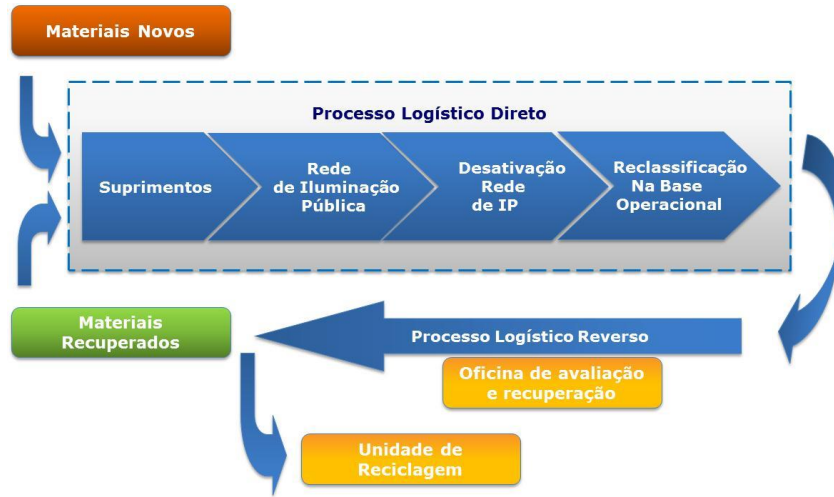 Materiais Novos
Processo Logístico Direto
Suprimentos
Rede
de Iluminação
Pública
Desativação
Rede
de IP
Reclassificação
Na Base
Operacional
Materiais
Recuperados
Processo Logístico Reverso
Oficina de avaliação
e recuperação
Unidade de
Reciclagem